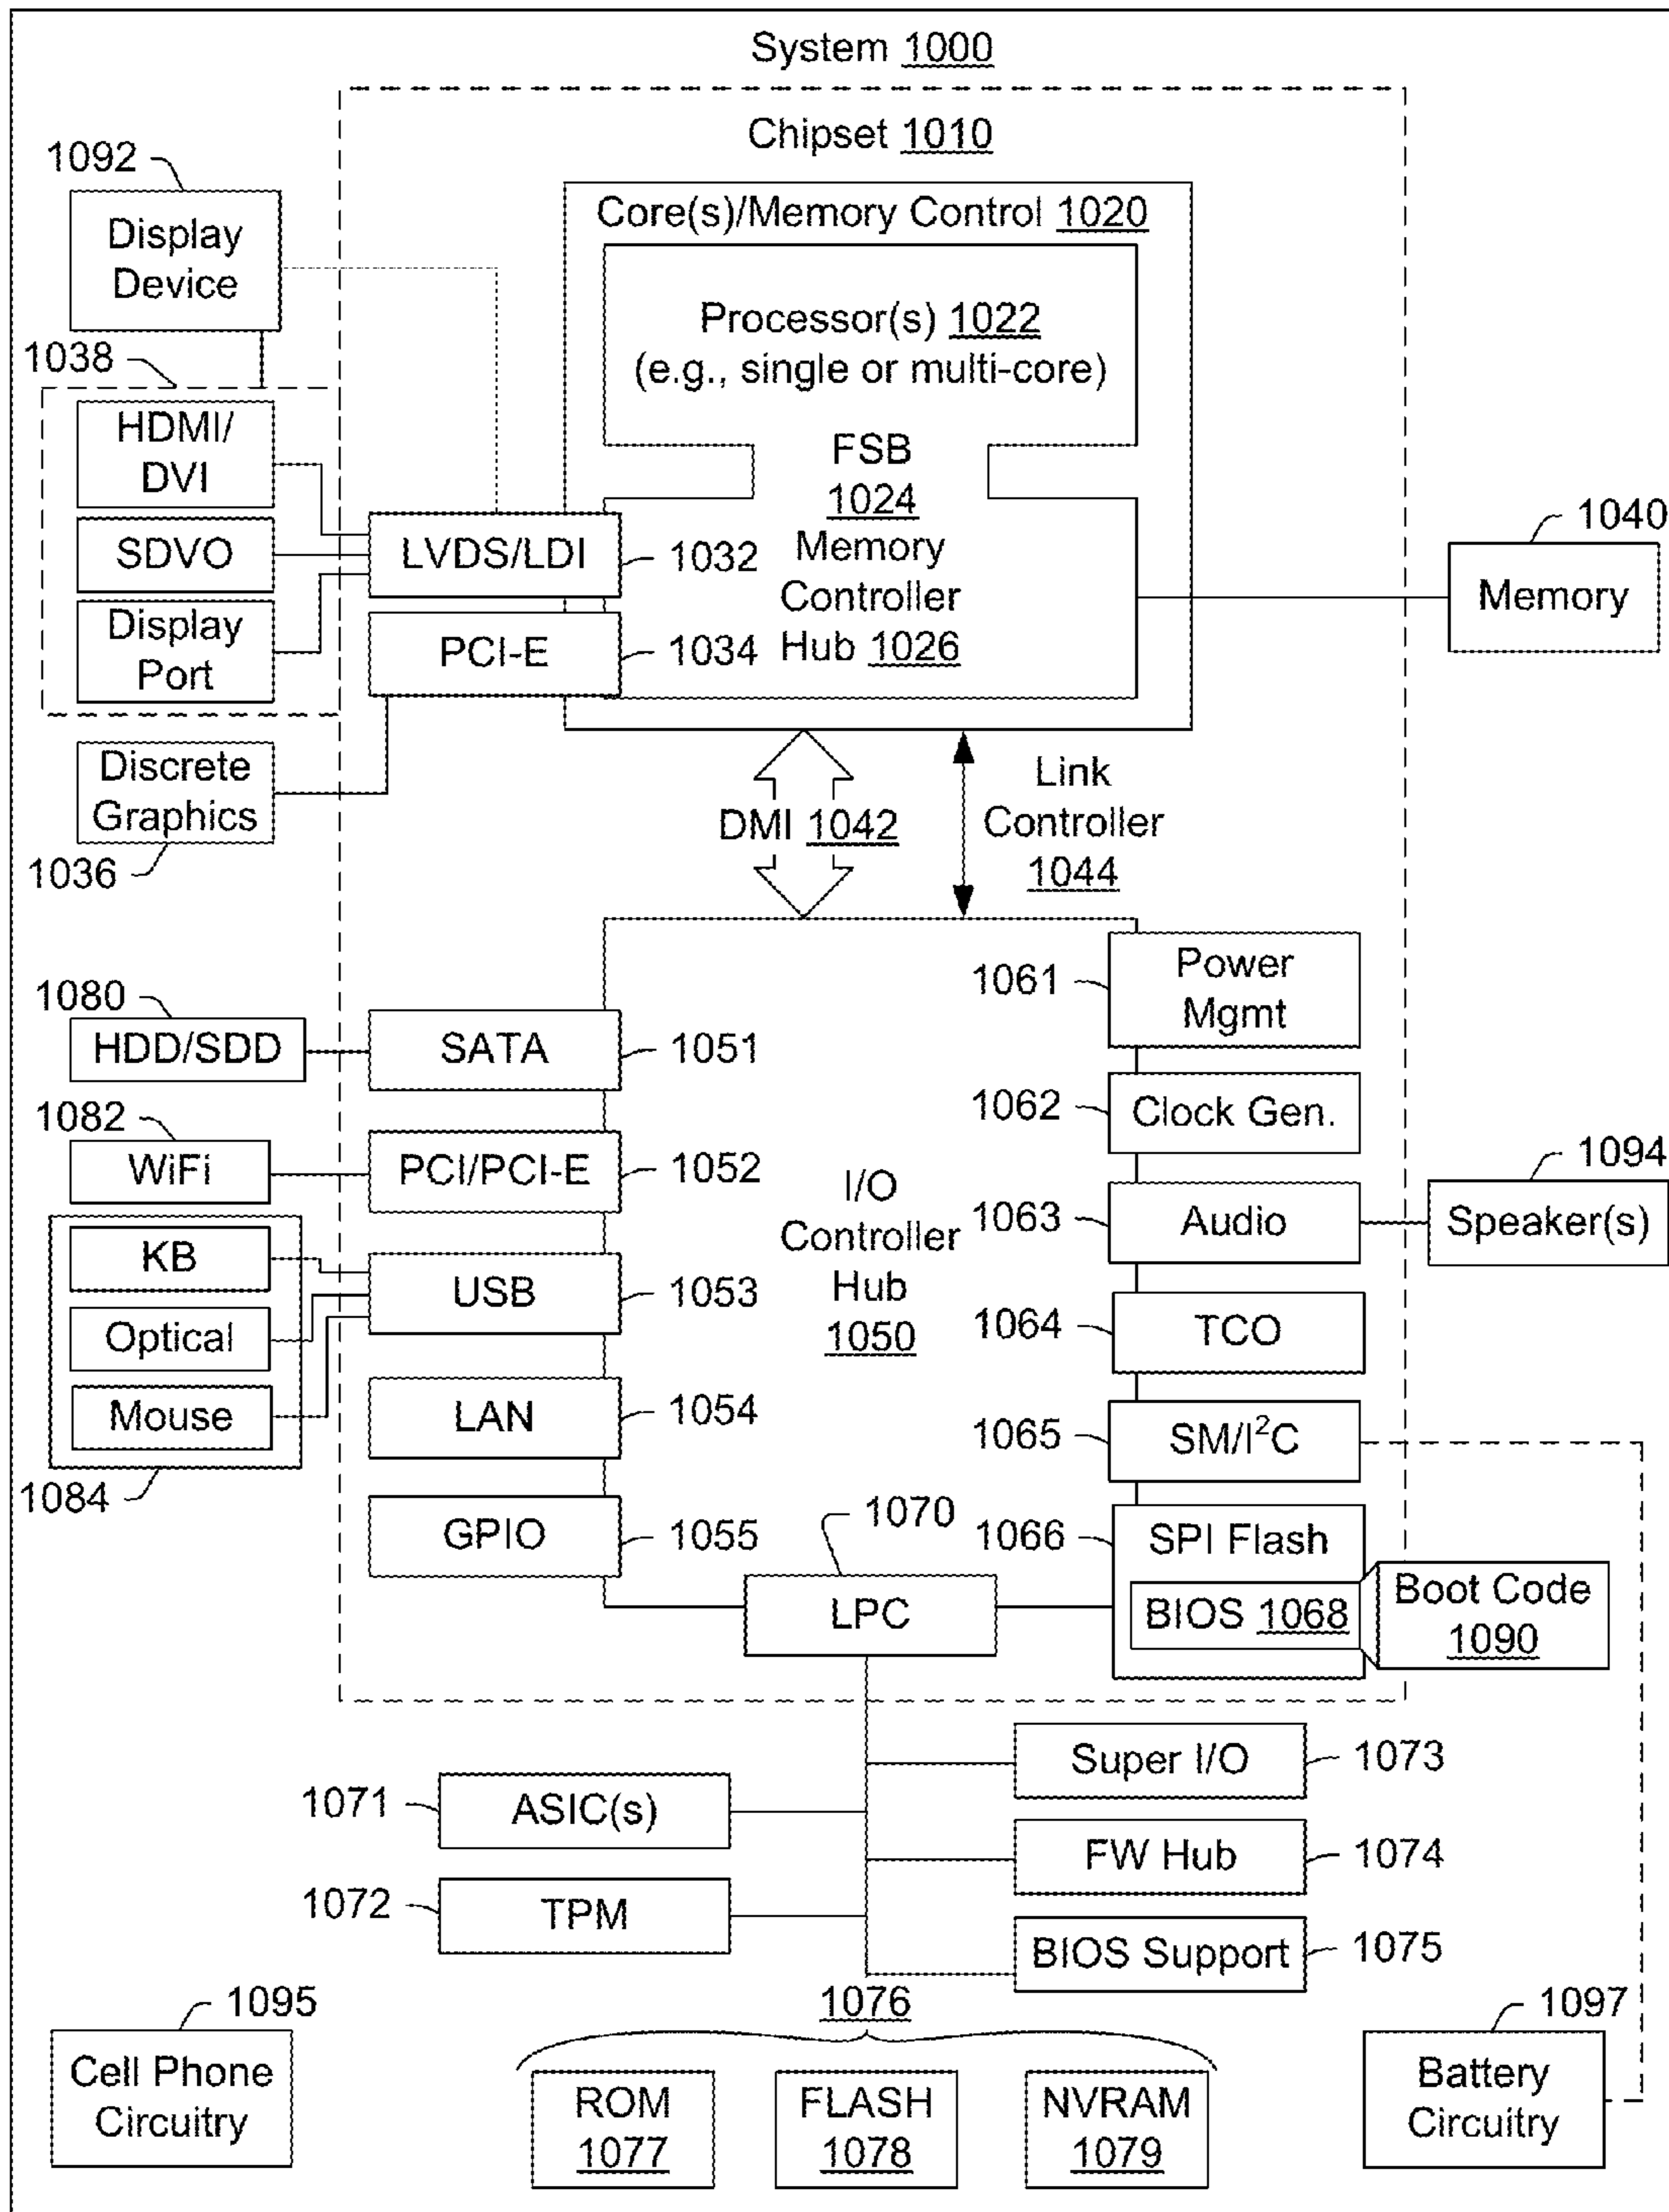 System 1000
Chipset 1010
1092
Display
Device
Core(s)/Memory Control 1020
Processor(s) 1022
(e.g., single or multi-core)
1038
HDMI/
DVI
SDVO
Display
Port
FSB
1024
Memory
Controller
Hub 1026
LVDS/LDI
1032
PCI-E
1034
1040
Memory
Discrete
Graphics
1036
DMI 1042
Link
Controller
1044
1080
HDD/SDD
1082
WiFi
KB
Optical
Mouse
1084
SATA
1051
PCI/PCI-E
1052
USB
1053
LAN
1054
GPIO
1055
I/O
Controller
Hub
1050
1061
Power
Mgmt
1062
Clock Gen.
1063
Audio
1094
Speaker(s)
1064
TCO
1065
SM/I²C
1066
SPI Flash
BIOS 1068
Boot Code
1090
1070
LPC
1071
ASIC(s)
1072
TPM
Super I/O
1073
FW Hub
1074
BIOS Support
1075
1095
Cell Phone
Circuitry
1076
ROM
1077
FLASH
1078
NVRAM
1079
1097
Battery
Circuitry